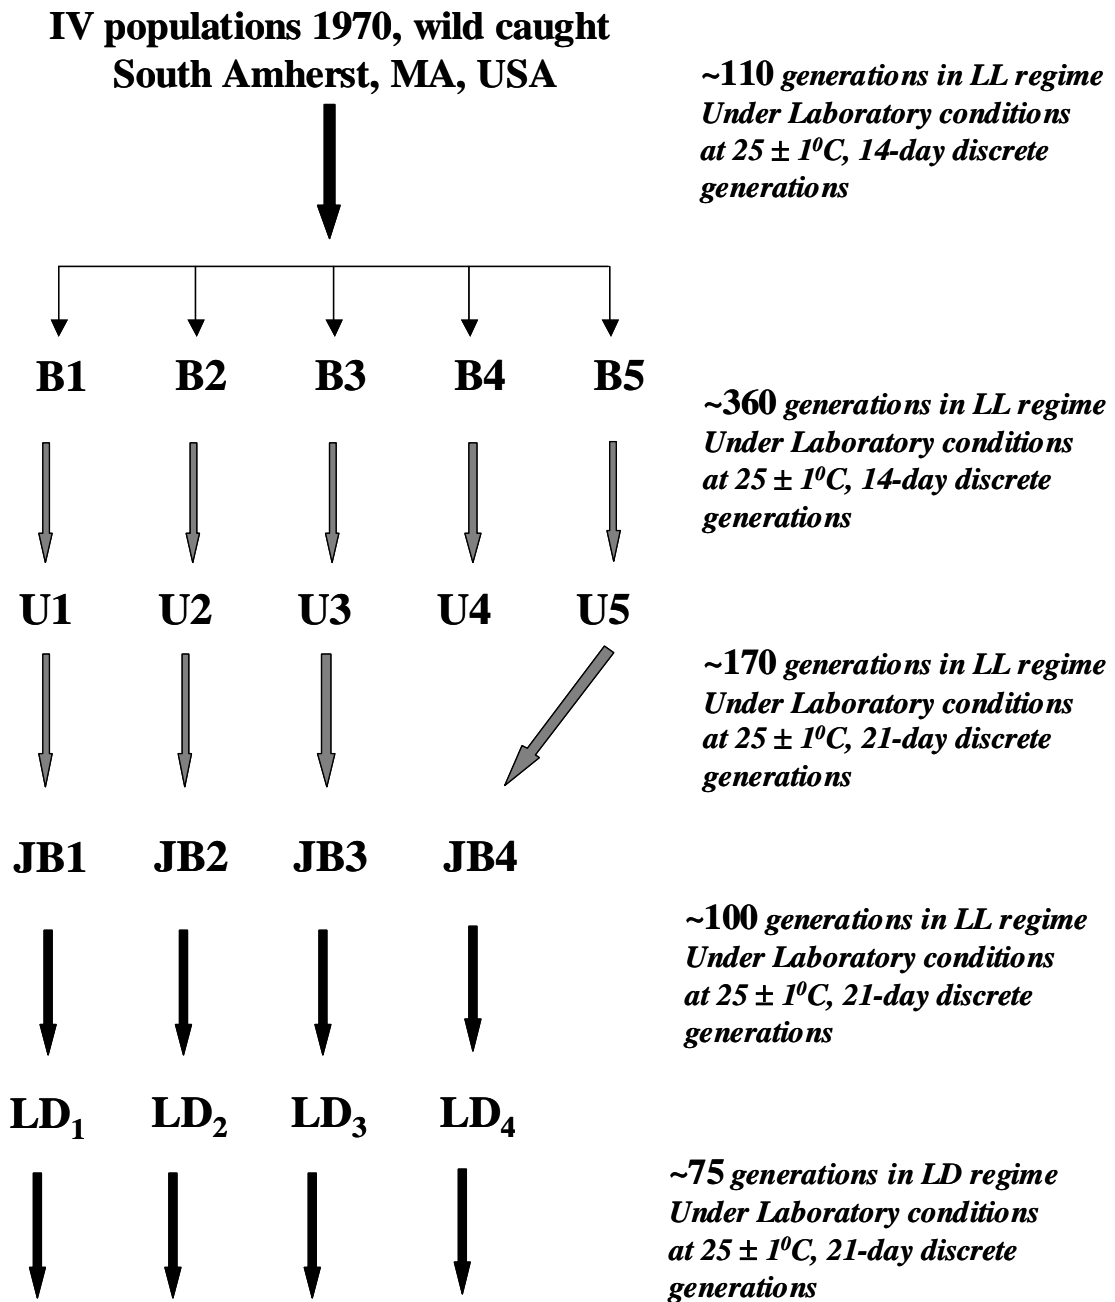 IV populations 1970, wild caught
South Amherst, MA, USA
~110 generations in LL regime
Under Laboratory conditions
at 25 ± 1⁰C, 14-day discrete
generations
B1 B2 B3 B4 B5
~360 generations in LL regime
Under Laboratory conditions
at 25 ± 1⁰C, 14-day discrete
generations
U1 U2 U3 U4 U5
~170 generations in LL regime
Under Laboratory conditions
at 25 ± 1⁰C, 21-day discrete
generations
JB1 JB2 JB3 JB4
~100 generations in LL regime
Under Laboratory conditions
at 25 ± 1⁰C, 21-day discrete
generations
LD₁ LD₂ LD₃ LD₄
~75 generations in LD regime
Under Laboratory conditions
at 25 ± 1⁰C, 21-day discrete
generations